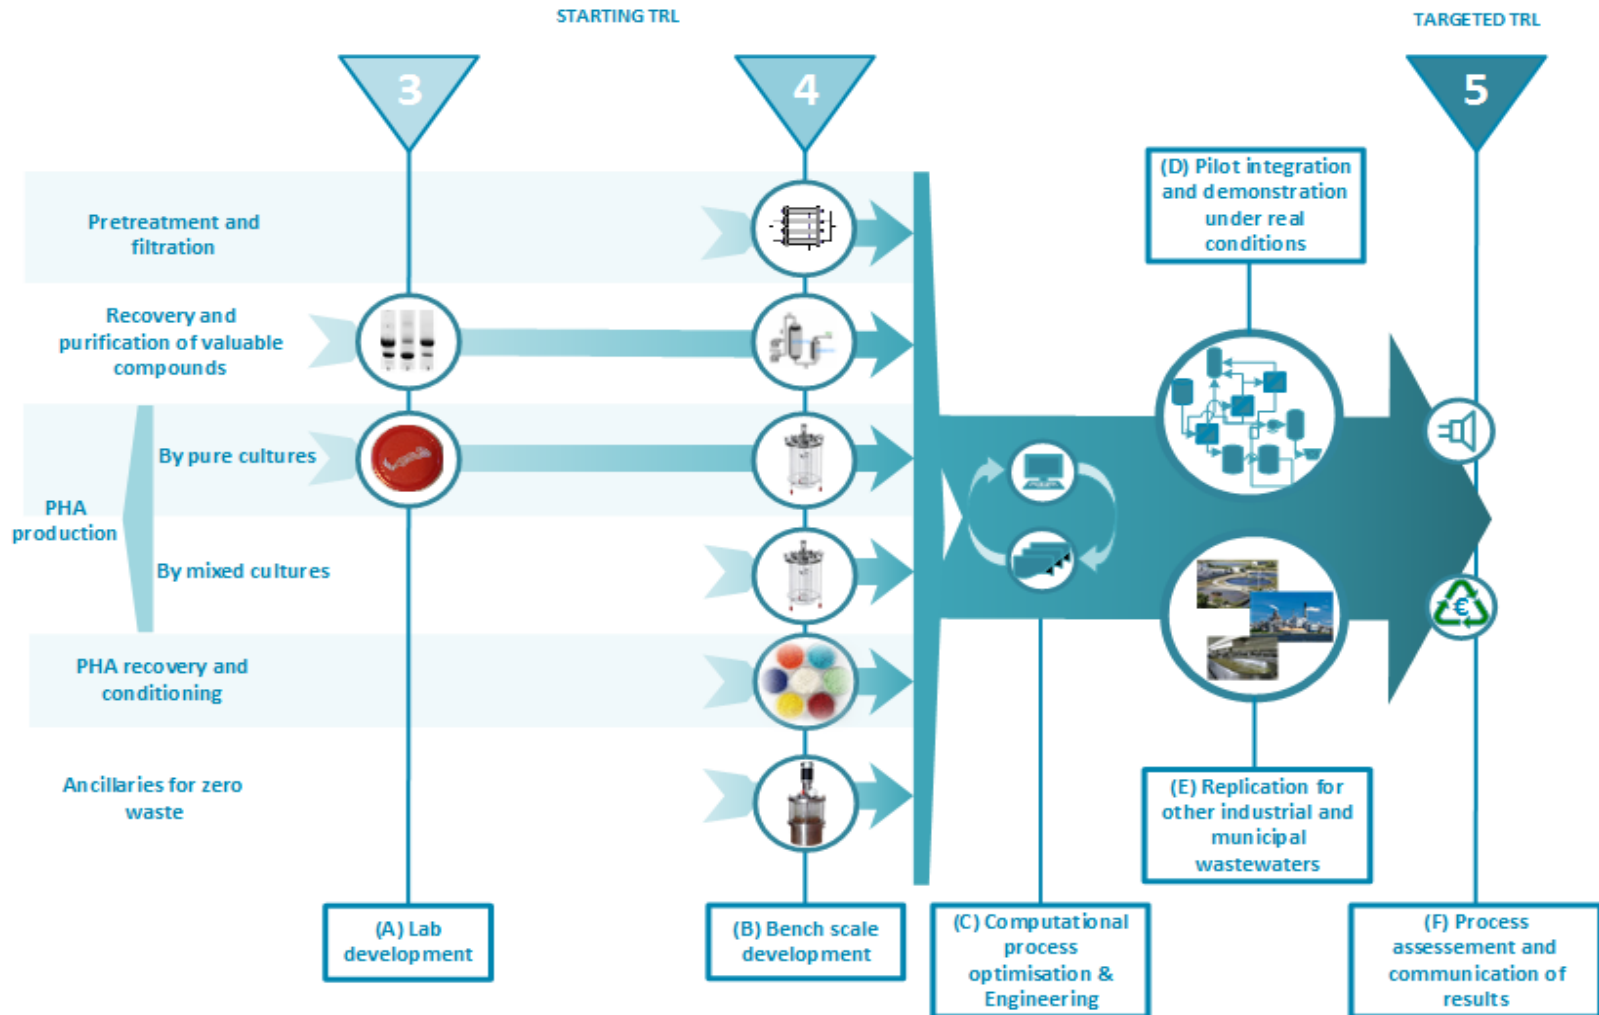 STARTING TRL
TARGETED TRL
3
4
5
(D) Pilot integration
and demonstration
under real
conditions
Pretreatment and
filtration
Recovery and
purification of valuable
compounds
By pure cultures
PHA
production
By mixed cultures
€
PHA recovery and
conditioning
Ancillaries for zero
waste
(E) Replication for
other industrial and
municipal
wastewaters
(A) Lab
development
(B) Bench scale
development
(C) Computational
process
optimisation &
Engineering
(F) Process
assessement and
communication of
results